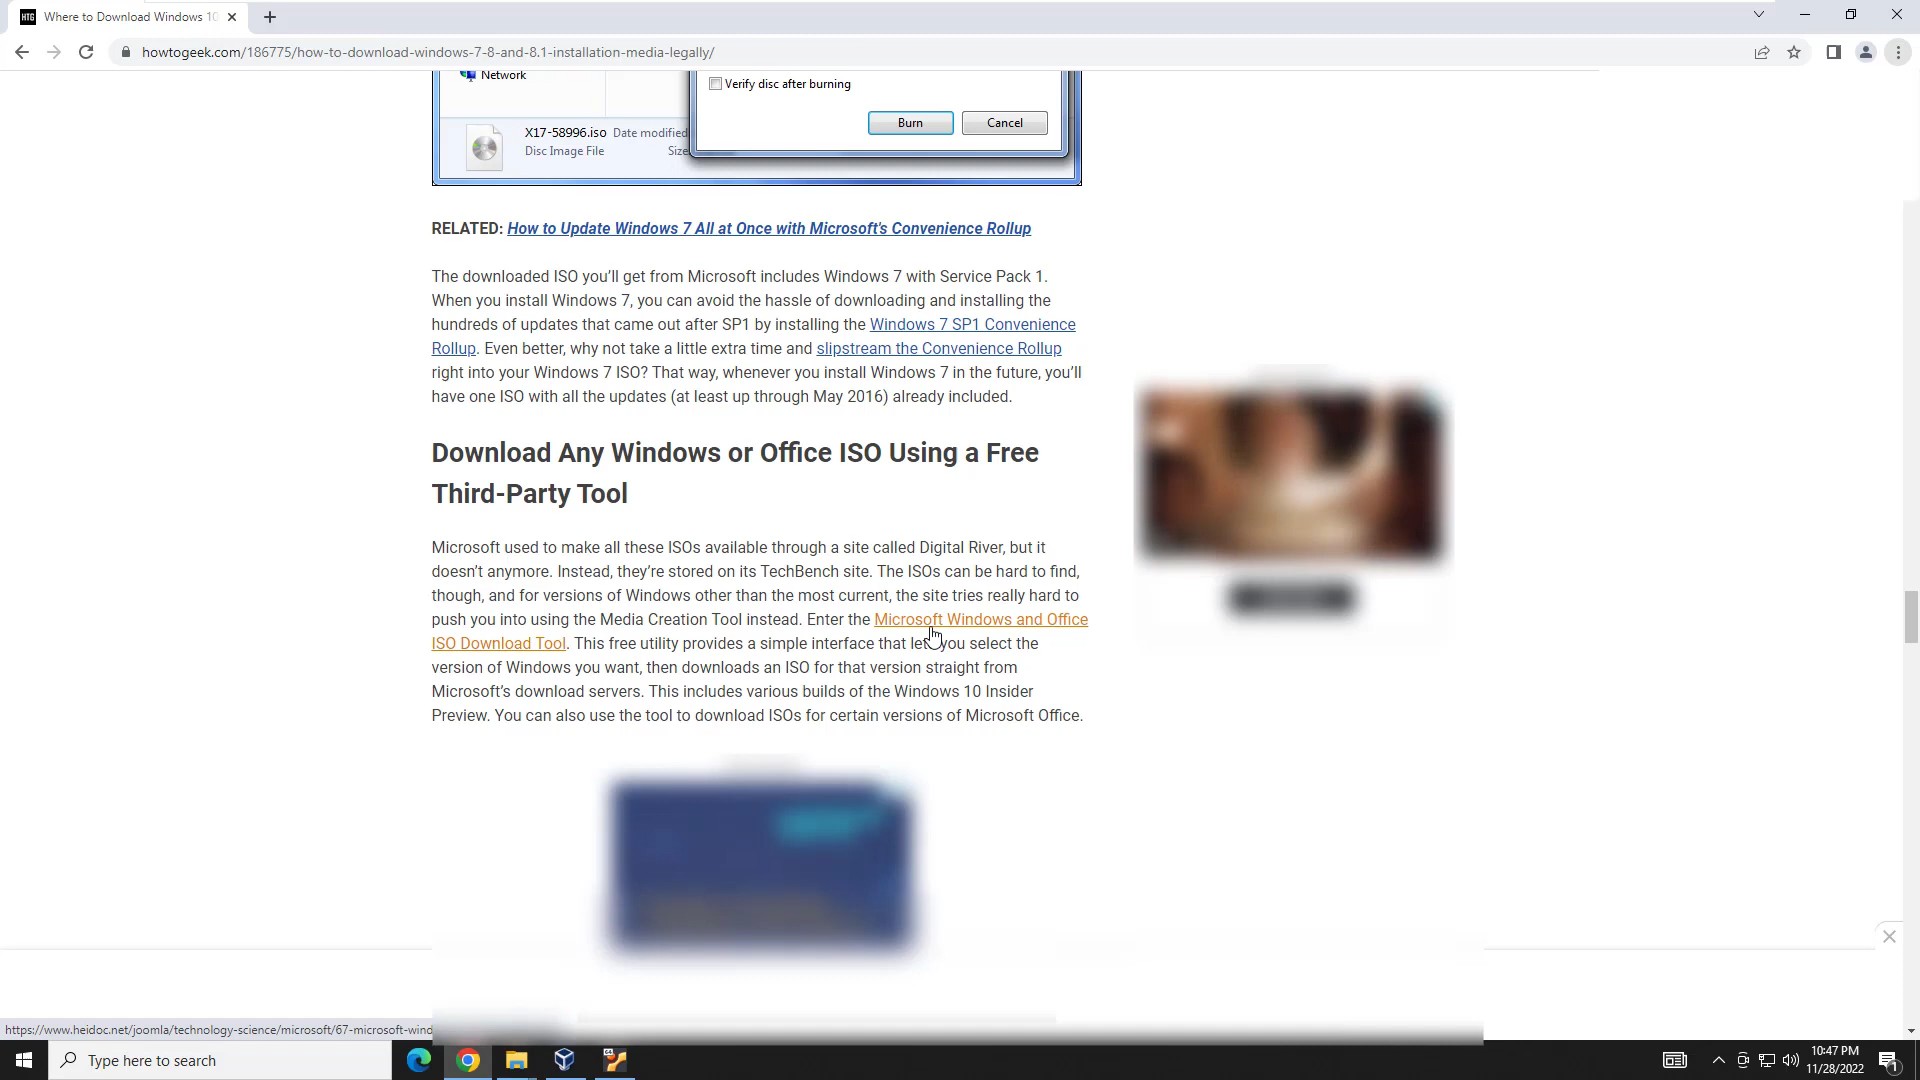 Where to Download Windows 10
howtogeek.com/186775/how-to-download-windows-7-8-and-8.1-installation-media-legally/
Network
Verify disc after burning
Burn
Cancel
X17-58996.iso Date modified
Disc Image File Size
RELATED: How to Update Windows 7 All at Once with Microsoft's Convenience Rollup
The downloaded ISO you’ll get from Microsoft includes Windows 7 with Service Pack 1.
When you install Windows 7, you can avoid the hassle of downloading and installing the
hundreds of updates that came out after SP1 by installing the Windows 7 SP1 Convenience
Rollup. Even better, why not take a little extra time and slipstream the Convenience Rollup
right into your Windows 7 ISO? That way, whenever you install Windows 7 in the future, you’ll
have one ISO with all the updates (at least up through May 2016) already included.
Download Any Windows or Office ISO Using a Free
Third-Party Tool
Microsoft used to make all these ISOs available through a site called Digital River, but it
doesn’t anymore. Instead, they’re stored on its TechBench site. The ISOs can be hard to find,
though, and for versions of Windows other than the most current, the site tries really hard to
push you into using the Media Creation Tool instead. Enter the Microsoft Windows and Office
ISO Download Tool. This free utility provides a simple interface that lets you select the
version of Windows you want, then downloads an ISO for that version straight from
Microsoft’s download servers. This includes various builds of the Windows 10 Insider
Preview. You can also use the tool to download ISOs for certain versions of Microsoft Office.
https://www.heidoc.net/joomla/technology-science/microsoft/67-microsoft-wind
Type here to search
10:47 PM
11/28/2022
1